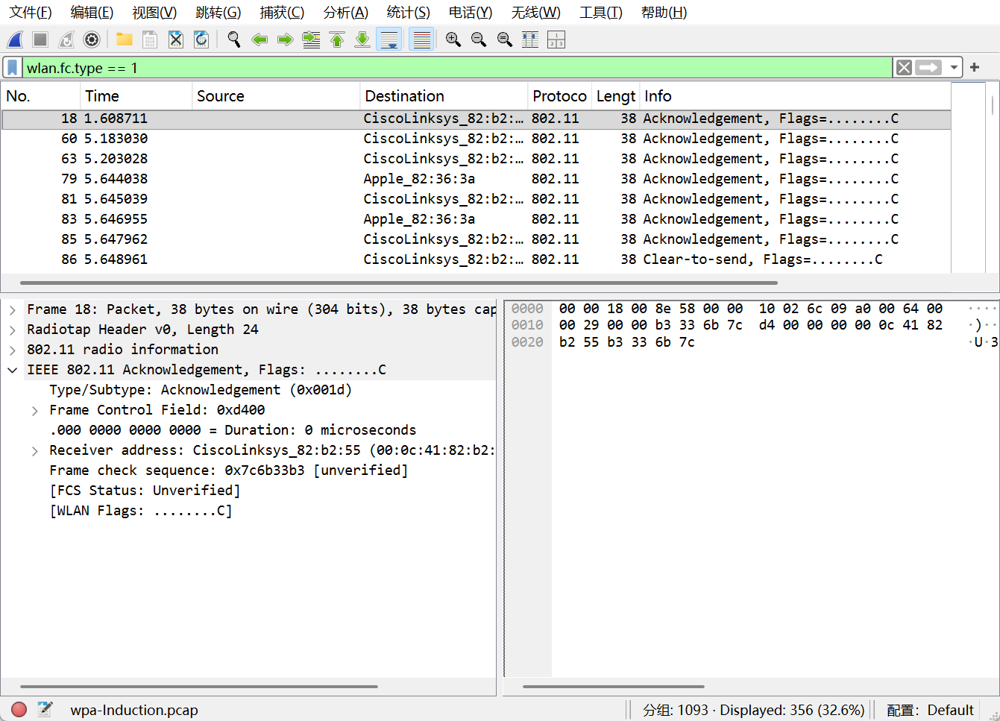 文件(F) 编辑(E) 视图(V) 跳转(G) 捕获(C) 分析(A) 统计(S) 电话(Y) 无线(W) 工具(T) 帮助(H)
wlan.fc.type == 1
No. Time Source Destination Protoco Lengt Info
18 1.608711 CiscoLinksys_82:b2:… 802.11 38 Acknowledgement, Flags=........C
60 5.183030 CiscoLinksys_82:b2:… 802.11 38 Acknowledgement, Flags=........C
63 5.203028 CiscoLinksys_82:b2:… 802.11 38 Acknowledgement, Flags=........C
79 5.644038 Apple_82:36:3a 802.11 38 Acknowledgement, Flags=........C
81 5.645039 CiscoLinksys_82:b2:… 802.11 38 Acknowledgement, Flags=........C
83 5.646955 Apple_82:36:3a 802.11 38 Acknowledgement, Flags=........C
85 5.647962 CiscoLinksys_82:b2:… 802.11 38 Acknowledgement, Flags=........C
86 5.648961 CiscoLinksys_82:b2:… 802.11 38 Clear-to-send, Flags=........C
Frame 18: Packet, 38 bytes on wire (304 bits), 38 bytes cap
Radiotap Header v0, Length 24
802.11 radio information
IEEE 802.11 Acknowledgement, Flags: ........C
Type/Subtype: Acknowledgement (0x001d)
Frame Control Field: 0xd400
.000 0000 0000 0000 = Duration: 0 microseconds
Receiver address: CiscoLinksys_82:b2:55 (00:0c:41:82:b2:
Frame check sequence: 0x7c6b33b3 [unverified]
[FCS Status: Unverified]
[WLAN Flags: ........C]
0000 00 00 18 00 8e 58 00 00 10 02 6c 09 a0 00 64 00 ····
0010 00 29 00 00 b3 33 6b 7c d4 00 00 00 00 0c 41 82 ·)··
0020 b2 55 b3 33 6b 7c ·U·3
wpa-Induction.pcap 分组: 1093 · Displayed: 356 (32.6%) 配置: Default